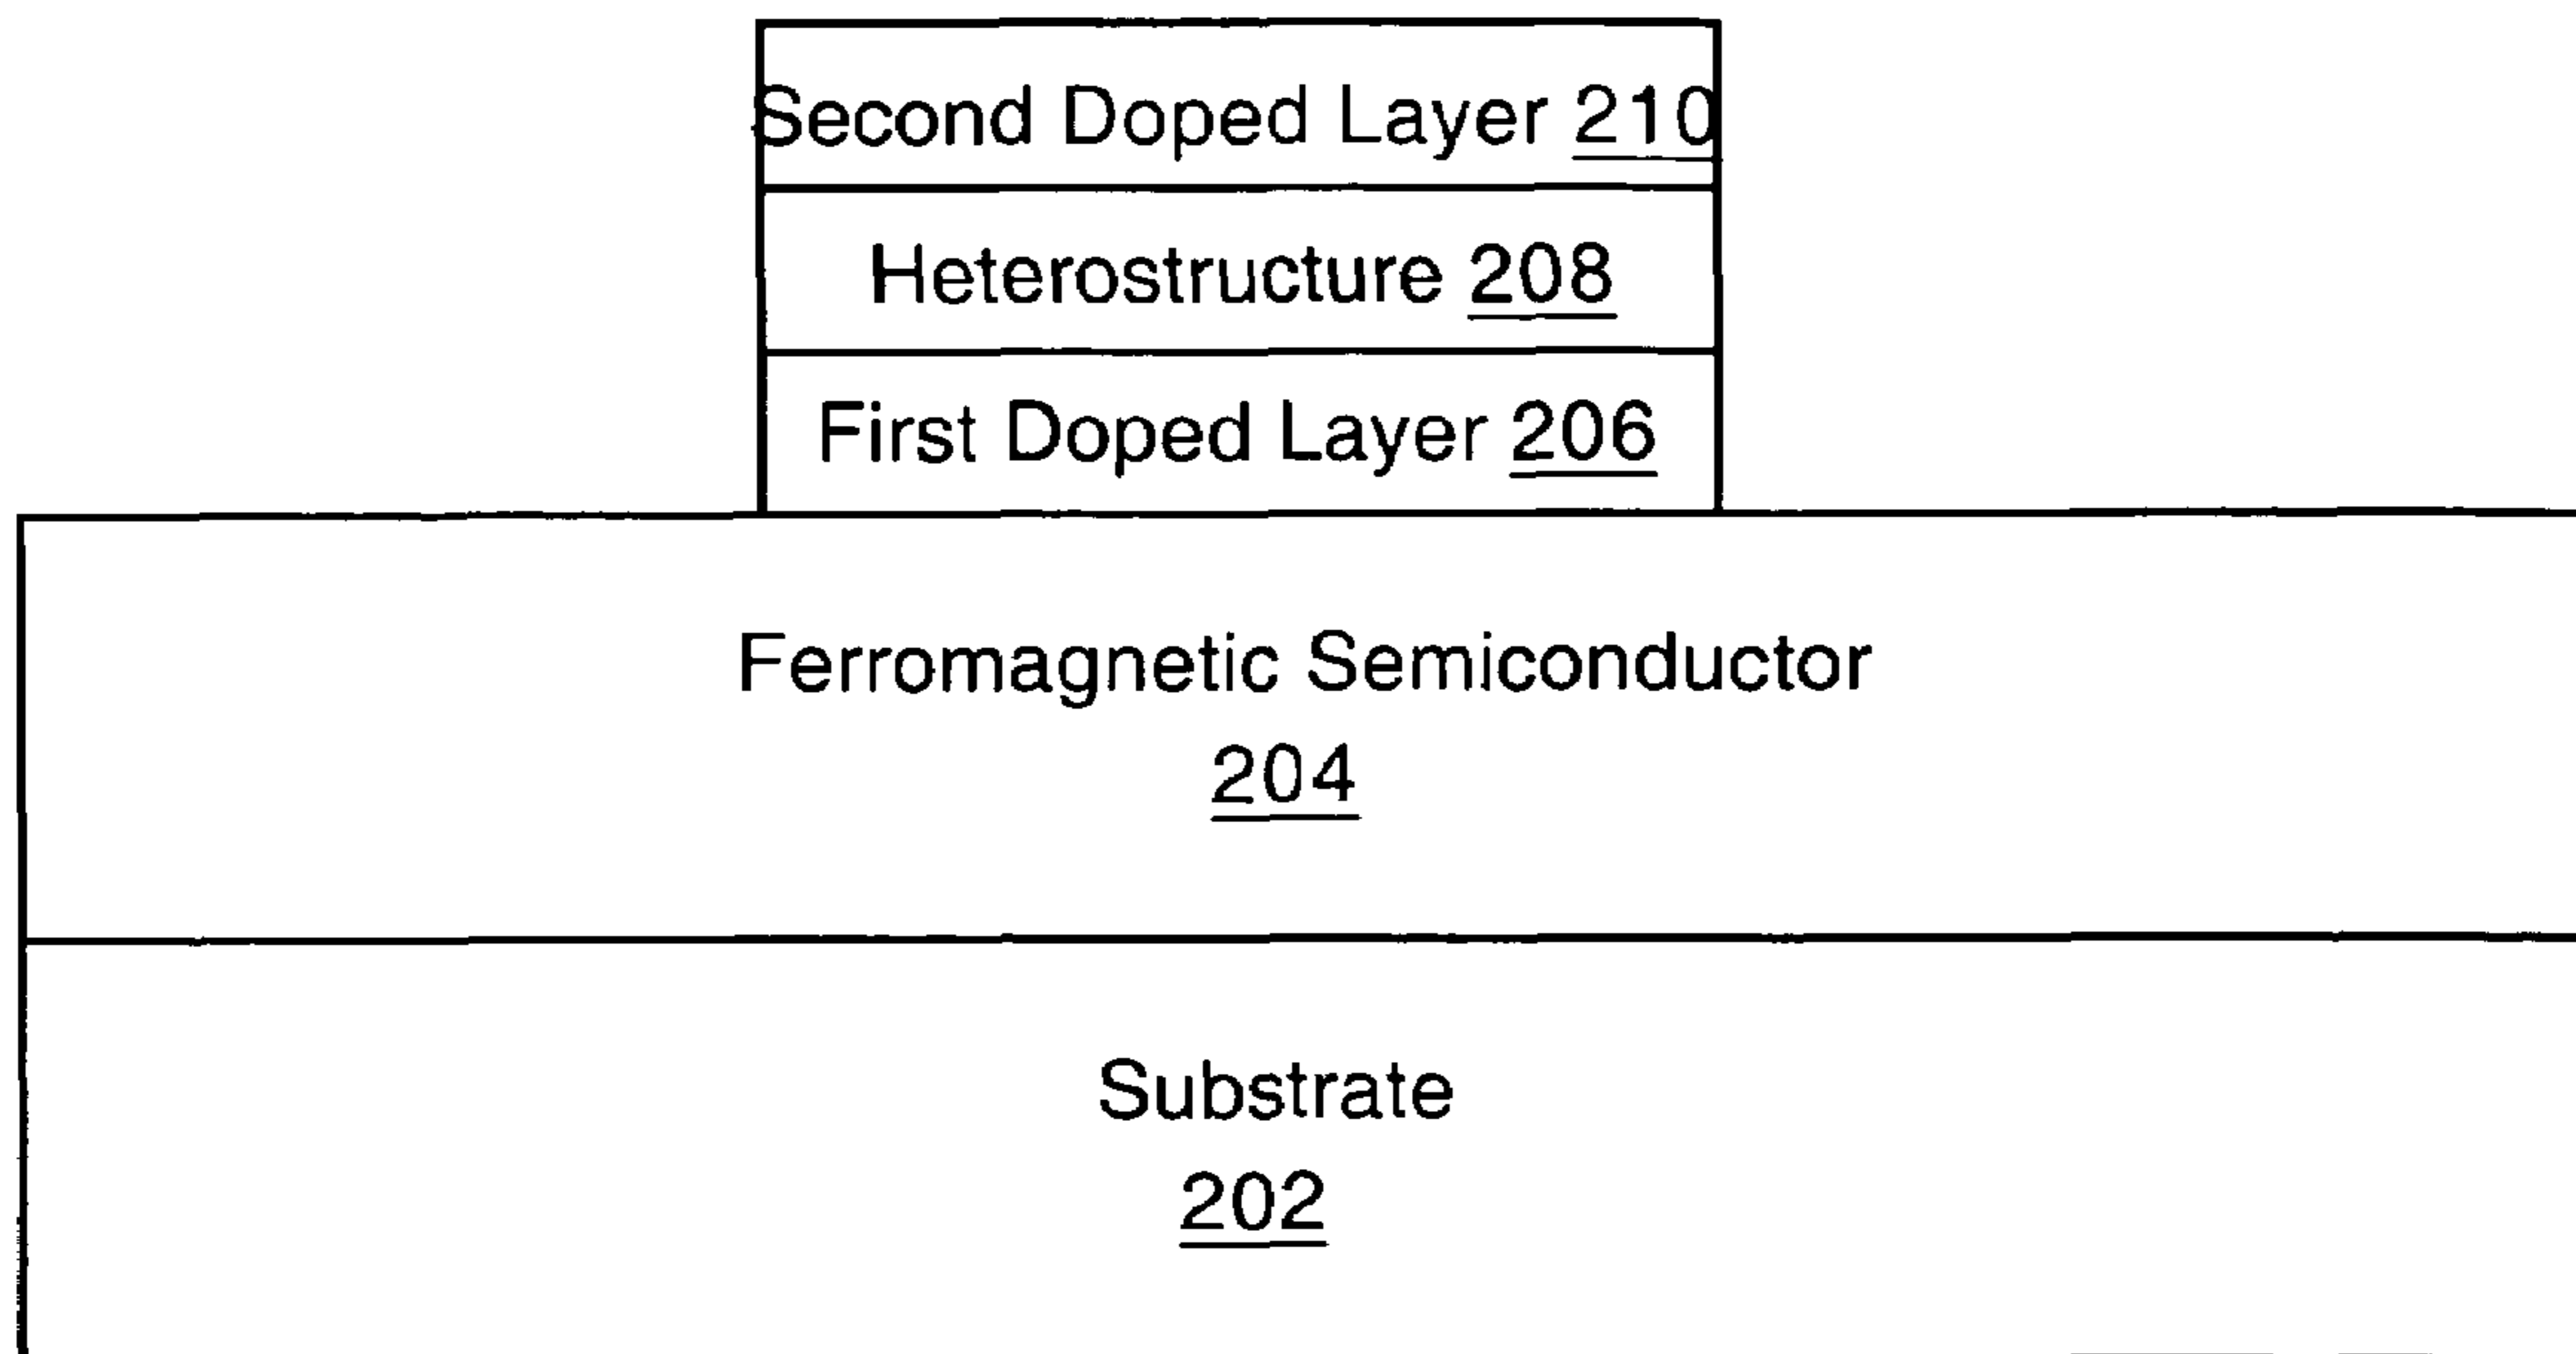 Second Doped Layer 210
Heterostructure 208
First Doped Layer 206
Ferromagnetic Semiconductor
204
Substrate
202